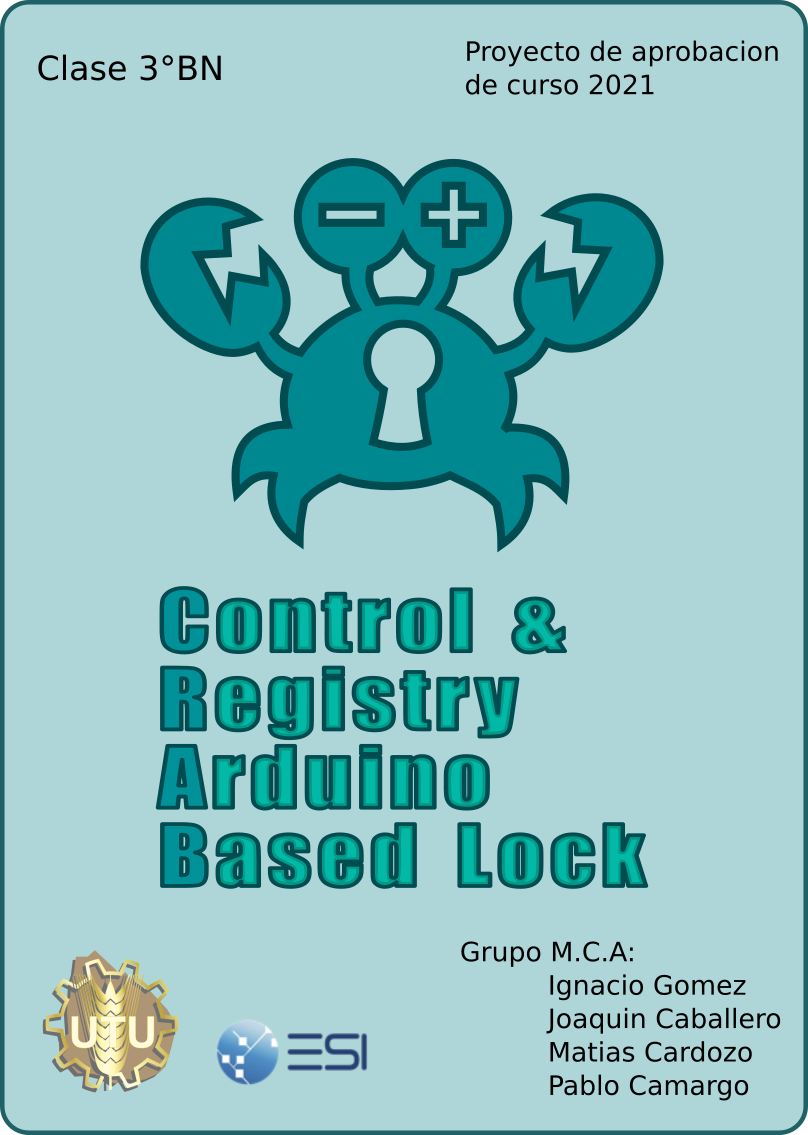 Clase 3°BN
Proyecto de aprobacion
de curso 2021
Control &
Registry
Arduino
Based Lock
Grupo M.C.A:
Ignacio Gomez
Joaquin Caballero
Matias Cardozo
Pablo Camargo
UTU
ESI